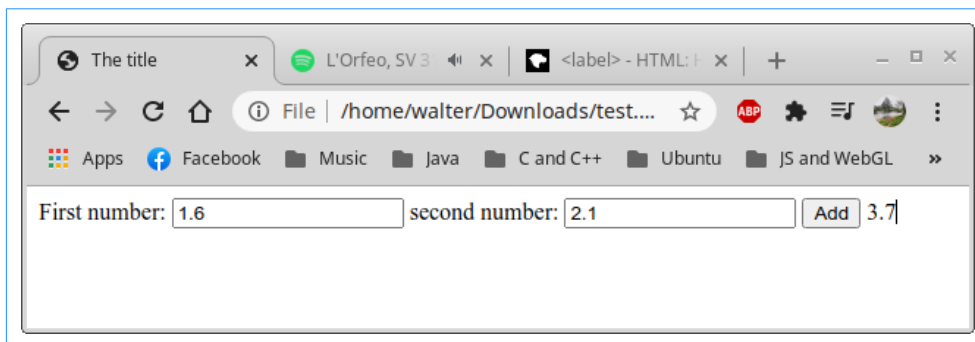 The title L'Orfeo, SV 3 <label> - HTML:
File | /home/walter/Downloads/test.... ABP
Apps Facebook Music Java C and C++ Ubuntu JS and WebGL »
First number: 1.6 second number: 2.1 Add 3.7